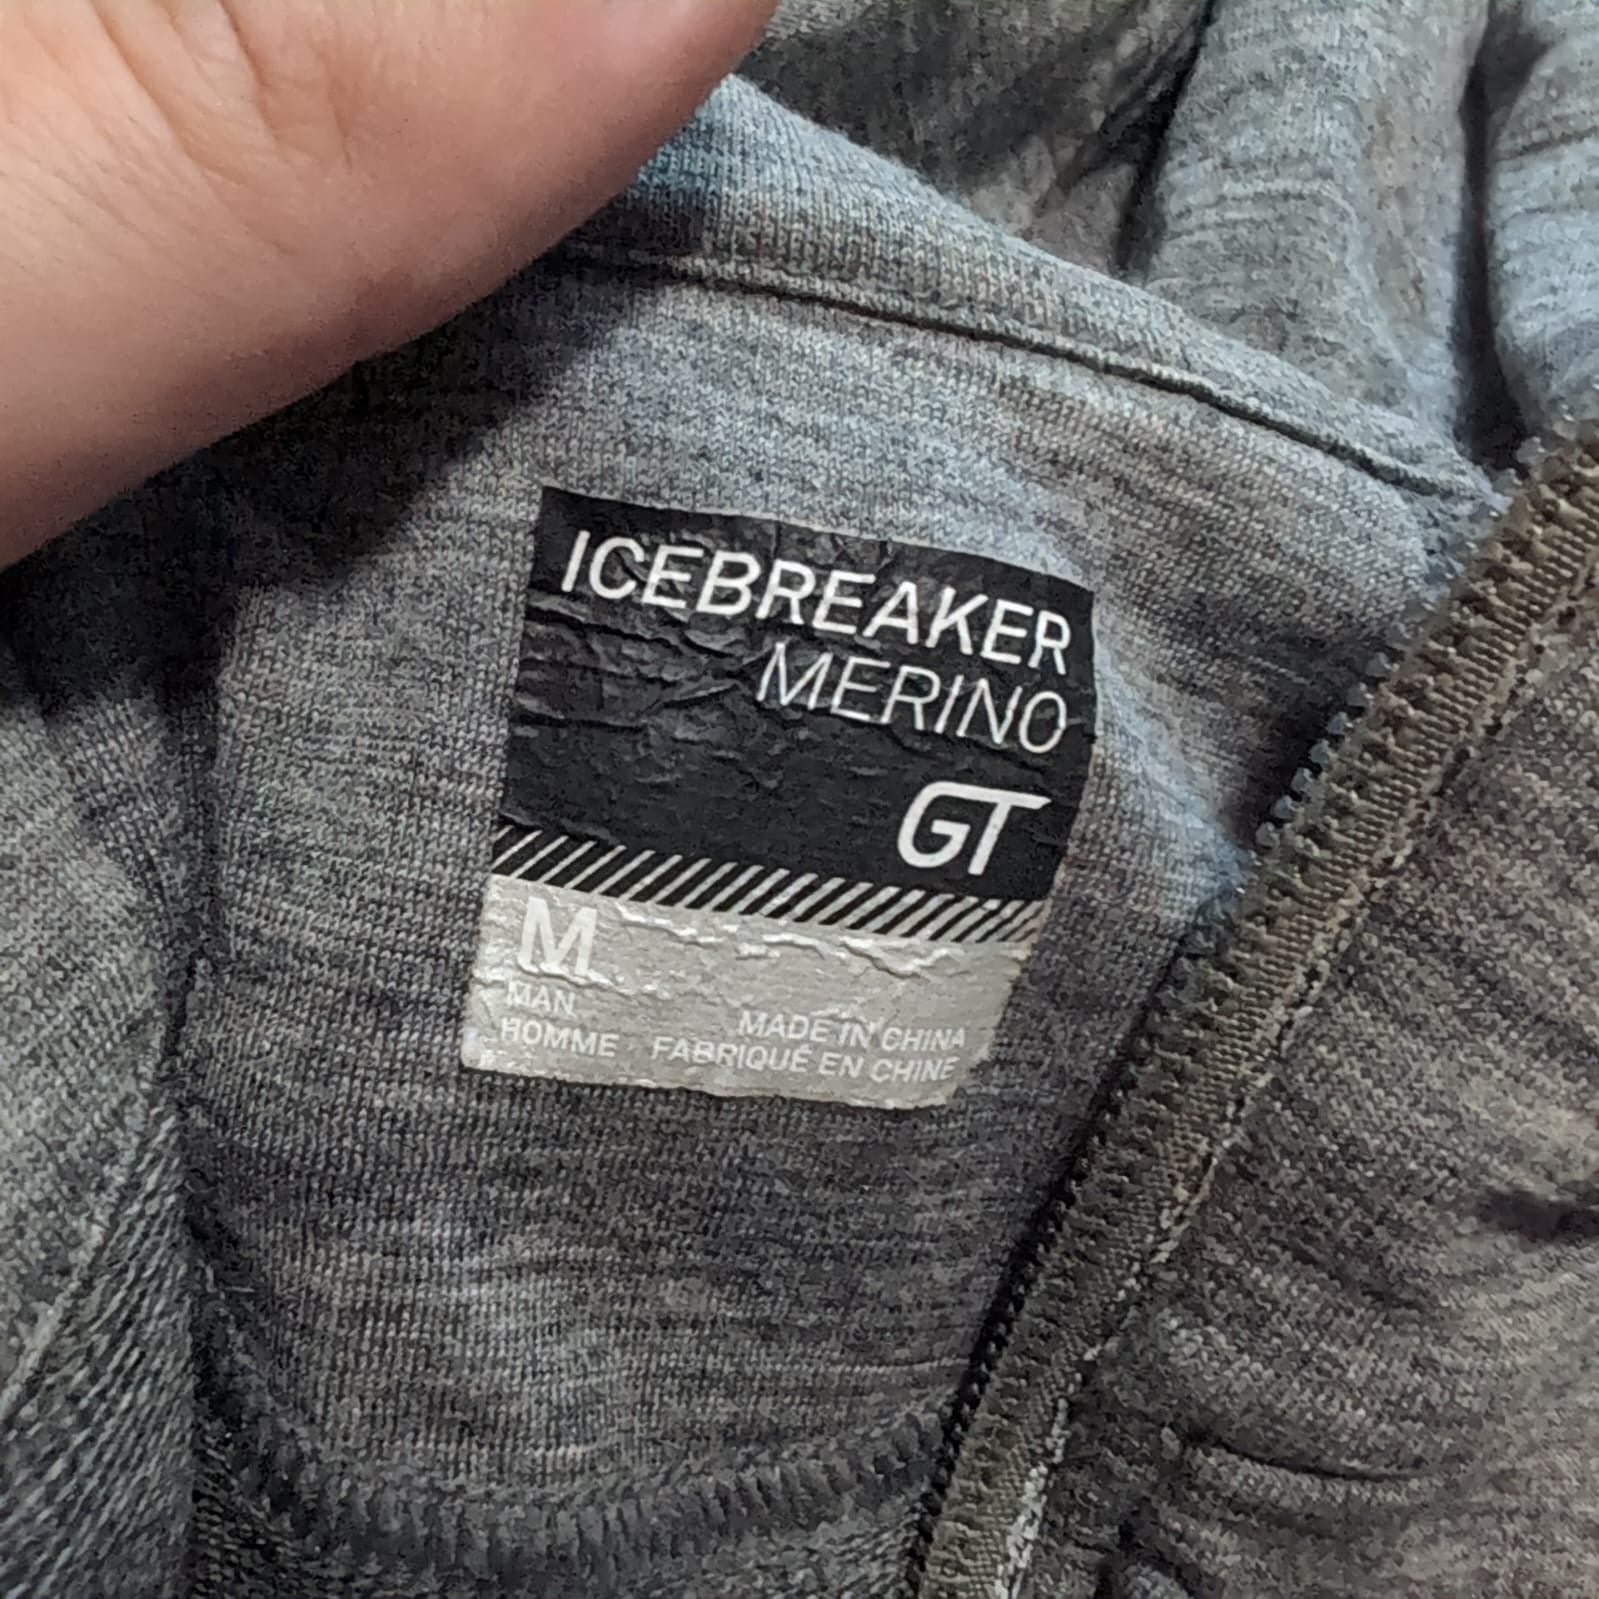 ICEBREAKER
MERINO
GT
M
MAN
HOMME
MADE IN CHINA
FABRIQUÉ EN CHINE